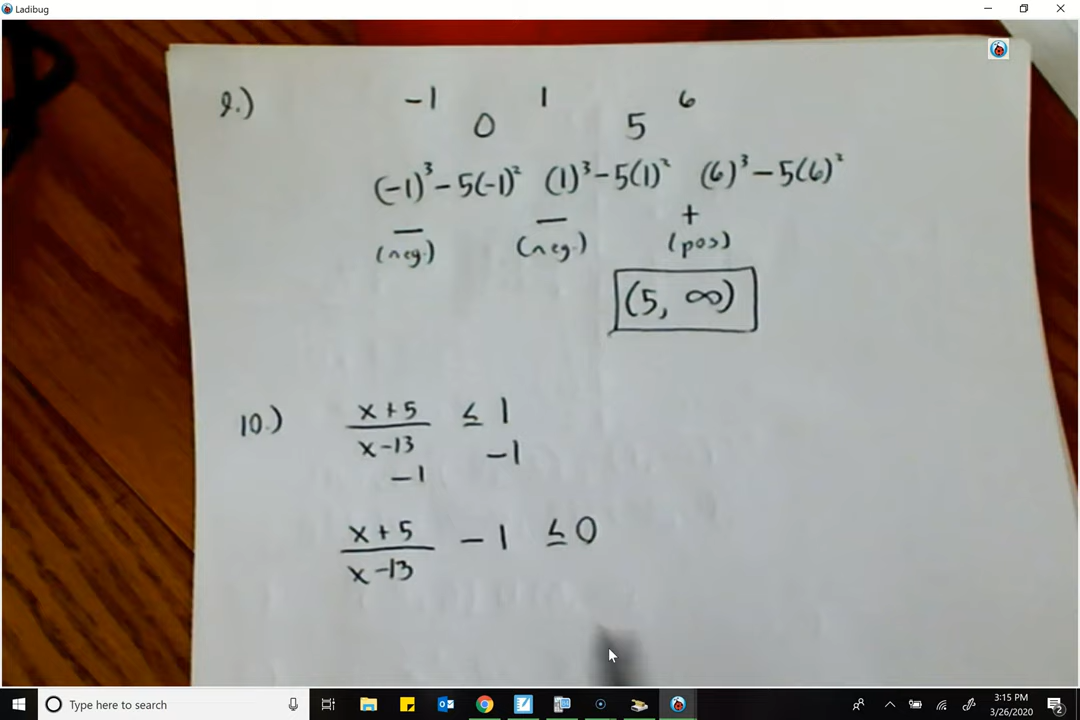 Ladibug
9.)
-1 1 6
0 5
(-1)³ - 5(-1)² (1)³ - 5(1)² (6)³ - 5(6)²
— — +
(neg.) (neg.) (pos)
(5, ∞)
10.) x + 5 ≤ 1
x - 13 -1
-1
x + 5 - 1 ≤ 0
x - 13
Type here to search
3:15 PM
3/26/2020
2